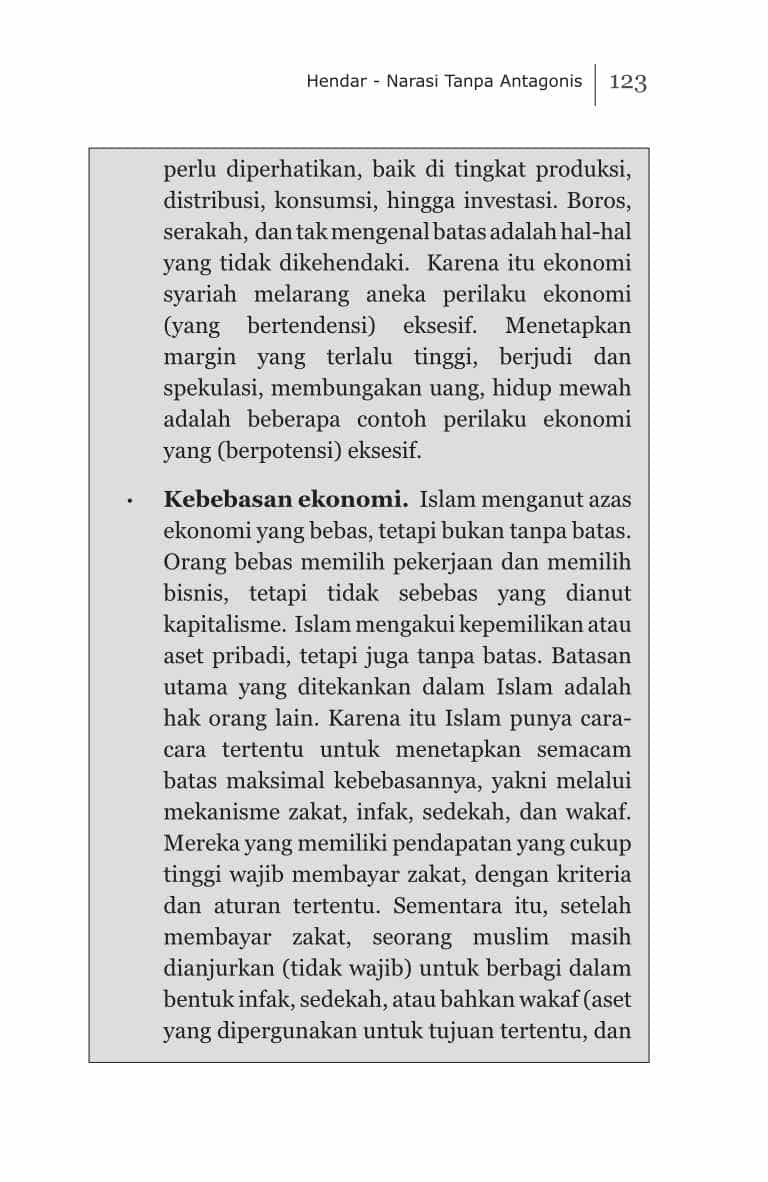 Hendar - Narasi Tanpa Antagonis 123
perlu diperhatikan, baik di tingkat produksi,
distribusi, konsumsi, hingga investasi. Boros,
serakah, dan tak mengenal batas adalah hal-hal
yang tidak dikehendaki. Karena itu ekonomi
syariah melarang aneka perilaku ekonomi
(yang bertendensi) eksesif. Menetapkan
margin yang terlalu tinggi, berjudi dan
spekulasi, membungakan uang, hidup mewah
adalah beberapa contoh perilaku ekonomi
yang (berpotensi) eksesif.
• Kebebasan ekonomi. Islam menganut azas
ekonomi yang bebas, tetapi bukan tanpa batas.
Orang bebas memilih pekerjaan dan memilih
bisnis, tetapi tidak sebebas yang dianut
kapitalisme. Islam mengakui kepemilikan atau
aset pribadi, tetapi juga tanpa batas. Batasan
utama yang ditekankan dalam Islam adalah
hak orang lain. Karena itu Islam punya cara-
cara tertentu untuk menetapkan semacam
batas maksimal kebebasannya, yakni melalui
mekanisme zakat, infak, sedekah, dan wakaf.
Mereka yang memiliki pendapatan yang cukup
tinggi wajib membayar zakat, dengan kriteria
dan aturan tertentu. Sementara itu, setelah
membayar zakat, seorang muslim masih
dianjurkan (tidak wajib) untuk berbagi dalam
bentuk infak, sedekah, atau bahkan wakaf (aset
yang dipergunakan untuk tujuan tertentu, dan